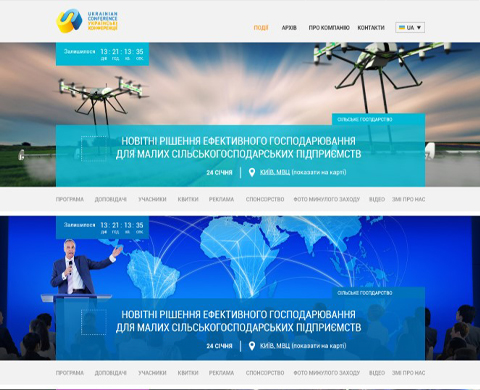 UKRAINIAN
CONFERENCE
УКРАЇНСЬКІ
КОНФЕРЕНЦІЇ
ПОДІЇ АРХІВ ПРО КОМПАНІЮ КОНТАКТИ UA
Залишилося 13 : 21 : 13 : 35
дні год хв сек
СІЛЬСЬКЕ ГОСПДАРСТВО
НОВІТНІ РІШЕННЯ ЕФЕКТИВНОГО ГОСПОДАРЮВАННЯ
ДЛЯ МАЛИХ СІЛЬСЬКОГОСПОДАРСЬКИХ ПІДПРИЄМСТВ
24 СІЧНЯ КИЇВ, МВЦ (показати на карті)
ПРОГРАМА ДОПОВІДАЧІ УЧАСНИКИ КВИТКИ РЕКЛАМА СПОНСОРСТВО ФОТО МИНУЛОГО ЗАХОДУ ВІДЕО ЗМІ ПРО НАС
Залишилося 13 : 21 : 13 : 35
дні год хв сек
СІЛЬСЬКЕ ГОСПДАРСТВО
НОВІТНІ РІШЕННЯ ЕФЕКТИВНОГО ГОСПОДАРЮВАННЯ
ДЛЯ МАЛИХ СІЛЬСЬКОГОСПОДАРСЬКИХ ПІДПРИЄМСТВ
24 СІЧНЯ КИЇВ, МВЦ (показати на карті)
ПРОГРАМА ДОПОВІДАЧІ УЧАСНИКИ КВИТКИ РЕКЛАМА СПОНСОРСТВО ФОТО МИНУЛОГО ЗАХОДУ ВІДЕО ЗМІ ПРО НАС